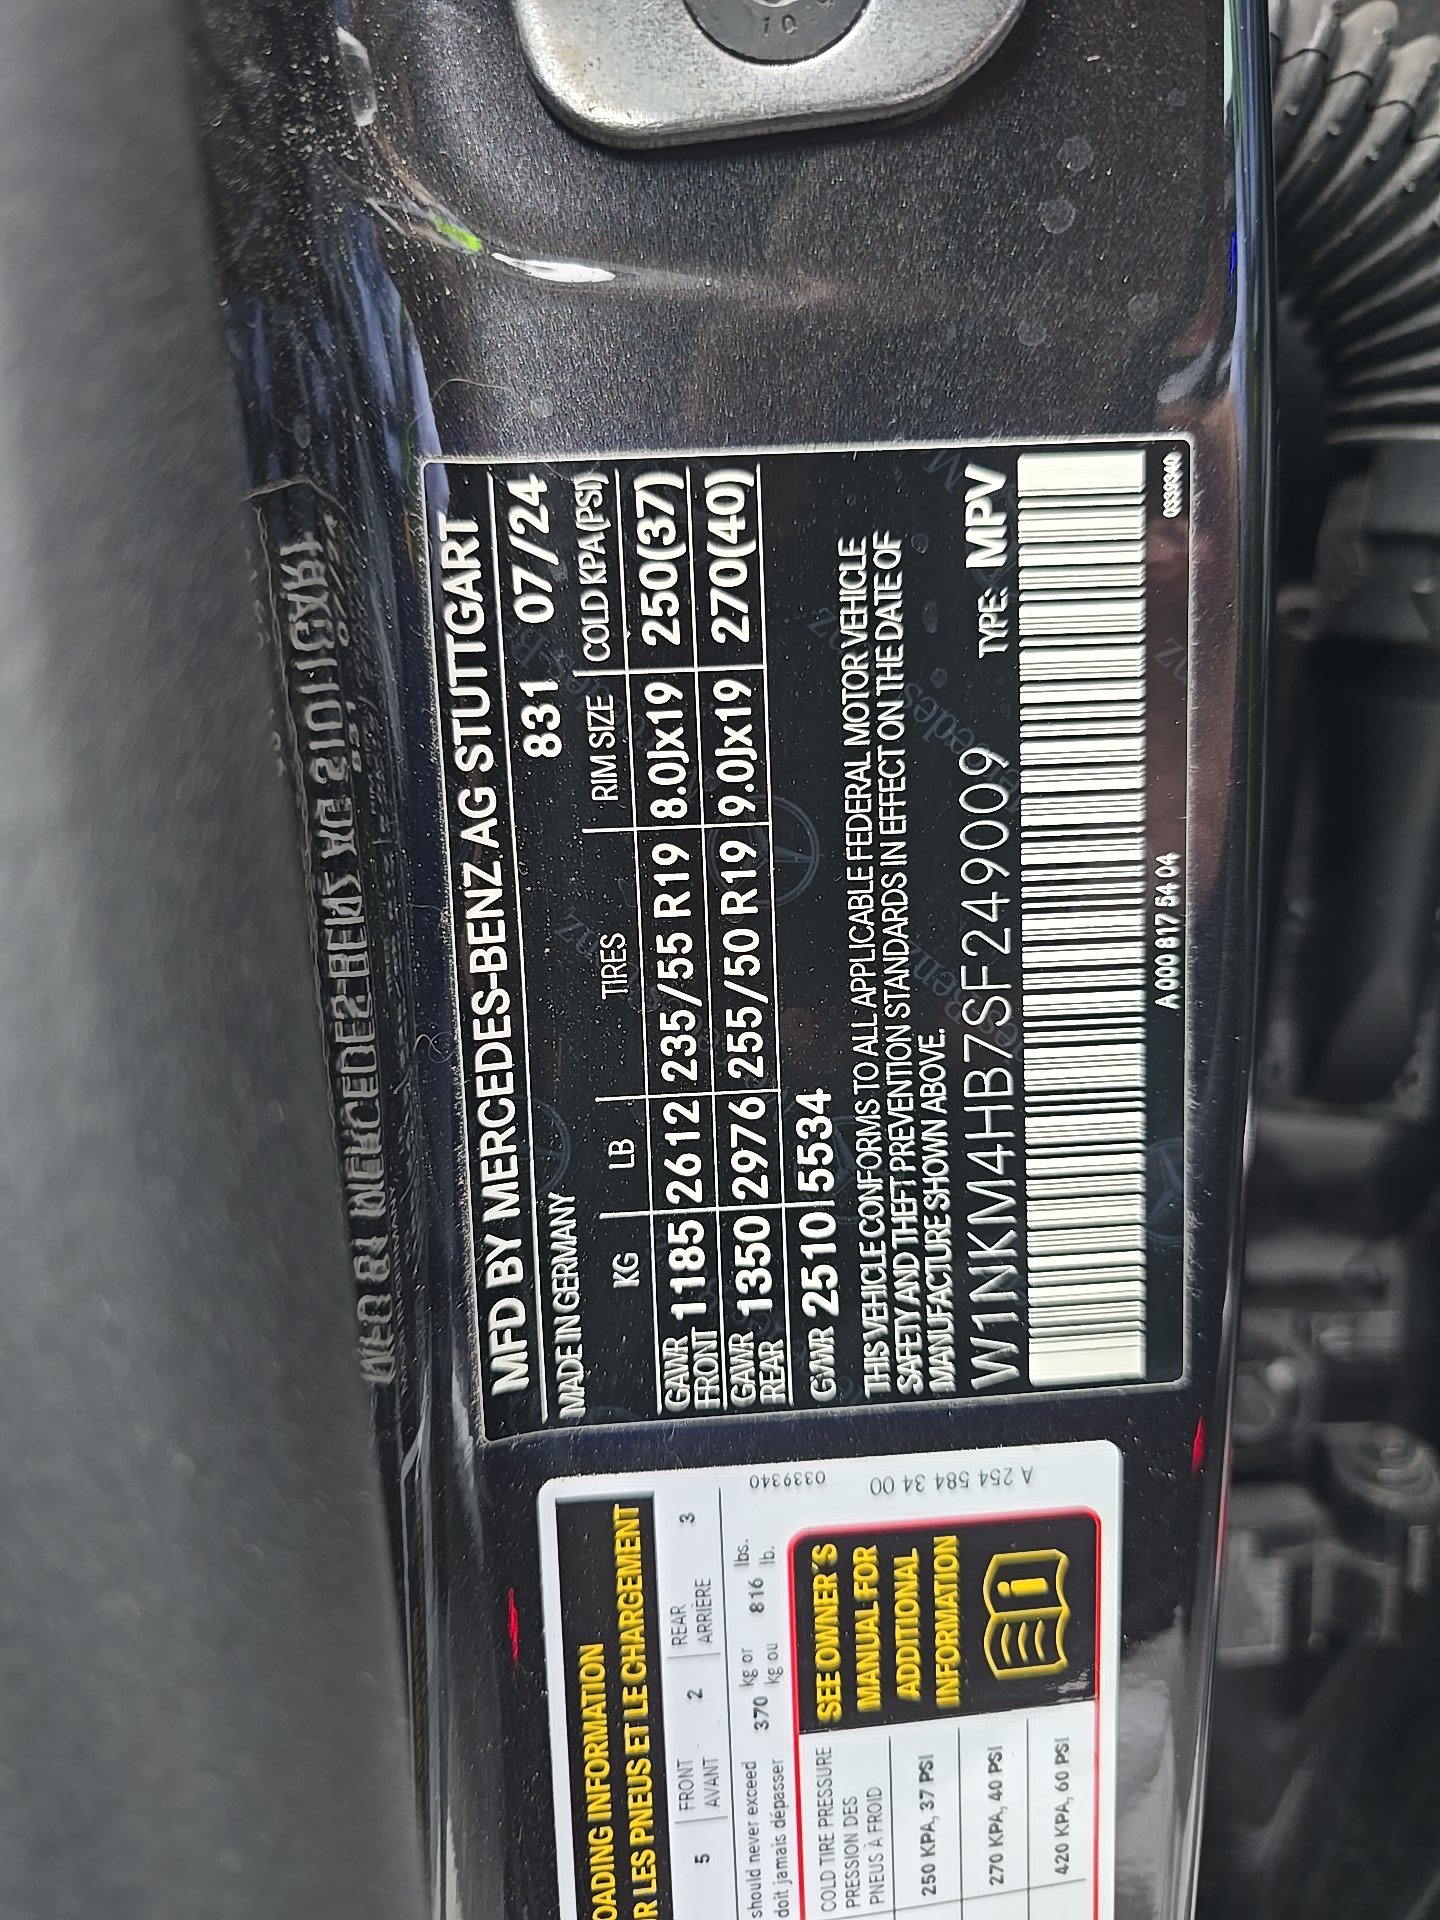 10
MFD BY MERCEDES-BENZ AG STUTTGART
MADE IN GERMANY 831 07/24
KG LB TIRES RIM SIZE COLD KPA(PSI)
GAWR FRONT 1185 2612 235/55 R19 8.0Jx19 250(37)
GAWR REAR 1350 2976 255/50 R19 9.0Jx19 270(40)
GVWR 2510 5534
THIS VEHICLE CONFORMS TO ALL APPLICABLE FEDERAL MOTOR VEHICLE
SAFETY AND THEFT PREVENTION STANDARDS IN EFFECT ON THE DATE OF
MANUFACTURE SHOWN ABOVE.
W1NKM4HB7SF249009 TYPE: MPV
A 000 817 54 04 0339340
OADING INFORMATION
R LES PNEUS ET LE CHARGEMENT
5 FRONT AVANT 2 REAR ARRIÈRE 3
should never exceed 370 kg or 816 lbs.
doit jamais dépasser kg ou lb.
COLD TIRE PRESSURE
PRESSION DES
PNEUS À FROID
250 KPA, 37 PSI
270 KPA, 40 PSI
420 KPA, 60 PSI
SEE OWNER'S
MANUAL FOR
ADDITIONAL
INFORMATION
0339340
A 254 584 34 00